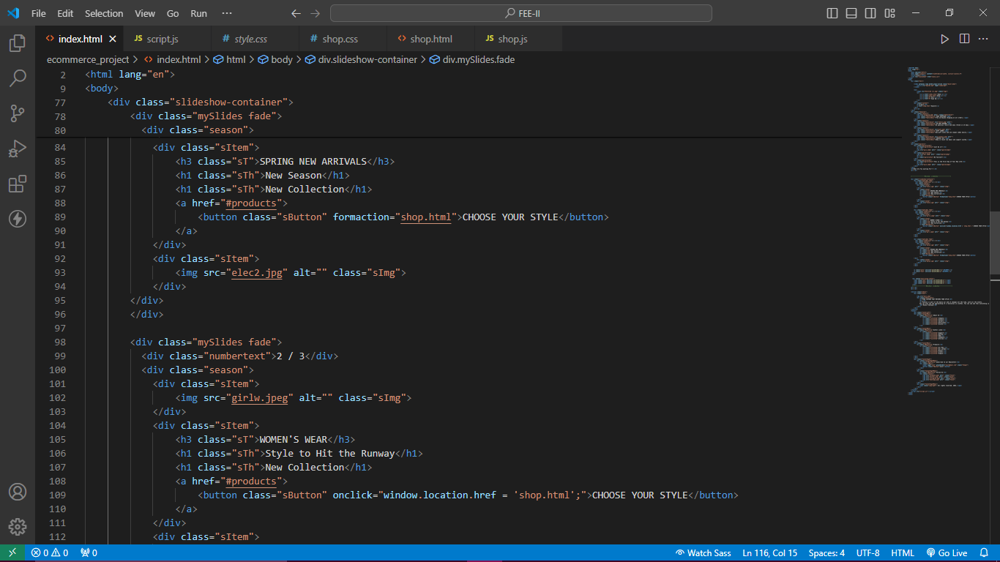 File Edit Selection View Go Run ··· FEE-II
index.html JS script.js # style.css # shop.css shop.html JS shop.js
ecommerce_project > index.html > html > body > div.slideshow-container > div.mySlides.fade
2 <html lang="en">
9 <body>
77 <div class="slideshow-container">
78 <div class="mySlides fade">
80 <div class="season">
84 <div class="sItem">
85 <h3 class="sT">SPRING NEW ARRIVALS</h3>
86 <h1 class="sTh">New Season</h1>
87 <h1 class="sTh">New Collection</h1>
88 <a href="#products">
89 <button class="sButton" formaction="shop.html">CHOOSE YOUR STYLE</button>
90 </a>
91 </div>
92 <div class="sItem">
93 <img src="elec2.jpg" alt="" class="sImg">
94 </div>
95 </div>
96 </div>
97
98 <div class="mySlides fade">
99 <div class="numbertext">2 / 3</div>
100 <div class="season">
101 <div class="sItem">
102 <img src="girlw.jpeg" alt="" class="sImg">
103 </div>
104 <div class="sItem">
105 <h3 class="sT">WOMEN'S WEAR</h3>
106 <h1 class="sTh">Style to Hit the Runway</h1>
107 <h1 class="sTh">New Collection</h1>
108 <a href="#products">
109 <button class="sButton" onclick="window.location.href = 'shop.html';">CHOOSE YOUR STYLE</button>
110 </a>
111 </div>
112 <div class="sItem">
0 0 0 Watch Sass Ln 116, Col 15 Spaces: 4 UTF-8 HTML Go Live